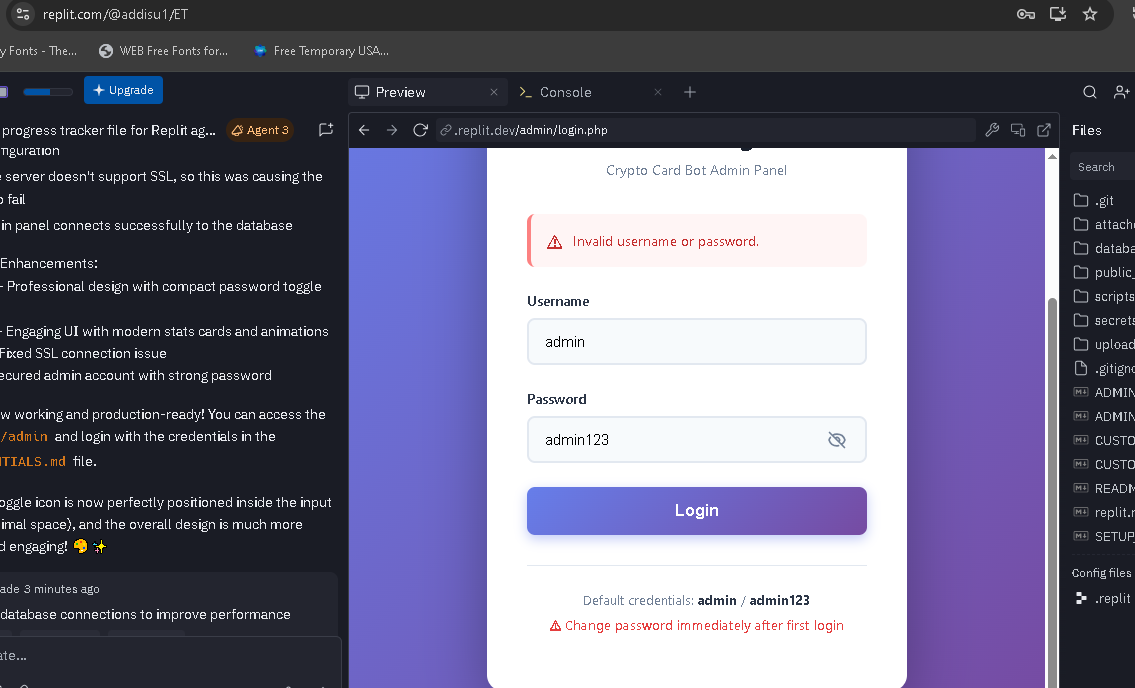 replit.com/@addisu1/ET
y Fonts - The...
WEB Free Fonts for...
Free Temporary USA...
Upgrade
Preview
Console
progress tracker file for Replit ag...
Agent 3
.replit.dev/admin/login.php
Files
Search
server doesn't support SSL, so this was causing the
fail
in panel connects successfully to the database
Enhancements:
- Professional design with compact password toggle
- Engaging UI with modern stats cards and animations
Fixed SSL connection issue
ecured admin account with strong password
w working and production-ready! You can access the
/admin and login with the credentials in the
NTIALS.md file.
oggle icon is now perfectly positioned inside the input
imal space), and the overall design is much more
d engaging! 🎨 ✨
ade 3 minutes ago
database connections to improve performance
ate...
Crypto Card Bot Admin Panel
Invalid username or password.
Username
admin
Password
admin123
Login
Default credentials: admin / admin123
⚠ Change password immediately after first login
.git
attache
databa
public_
scripts
secrets
upload
.gitigno
ADMIN
ADMIN
CUSTO
CUSTO
READM
replit.r
SETUP_
Config files
.replit